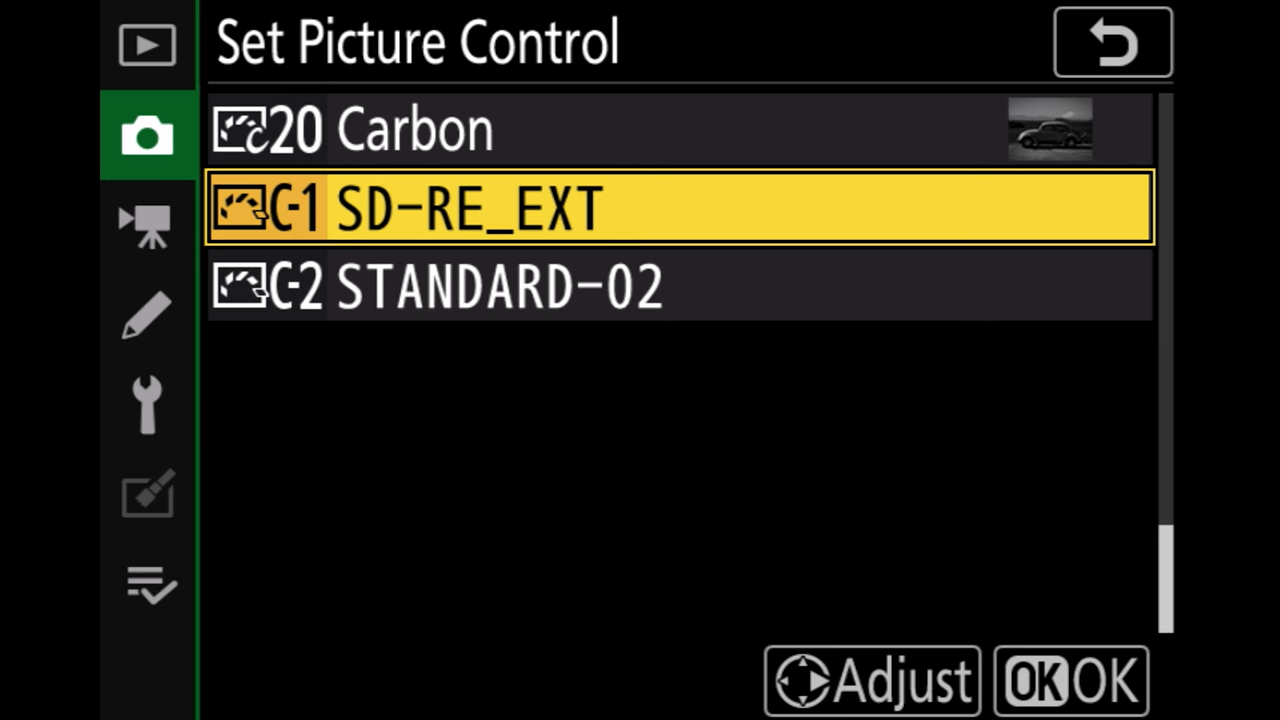 Set Picture Control
20 Carbon
C-1 SD-RE_EXT
C-2 STANDARD-02
Adjust OK OK